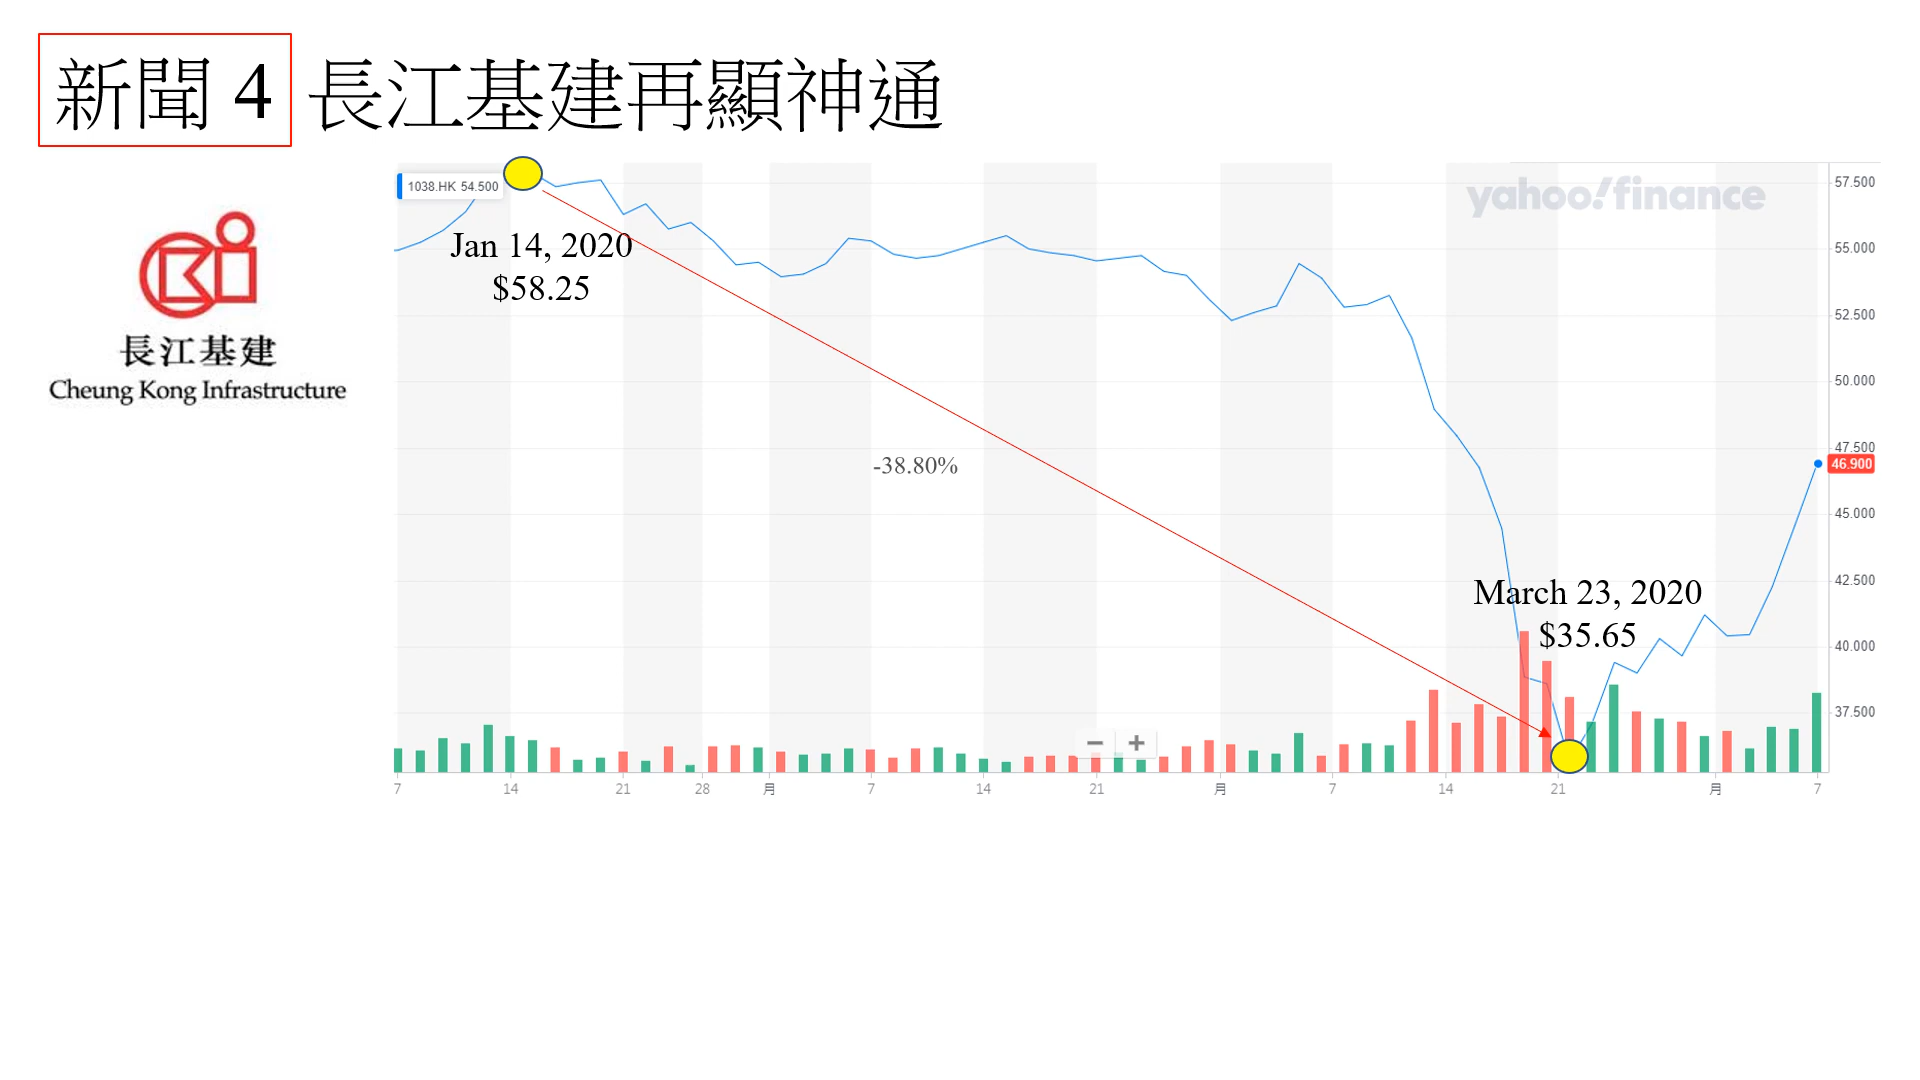 新聞 4 長江基建再顯神通
1038.HK 54.500
yahoo!finance
長江基建
Cheung Kong Infrastructure
Jan 14, 2020
$58.25
-38.80%
March 23, 2020
$35.65
57.500
55.000
52.500
50.000
47.500
46.900
45.000
42.500
40.000
37.500
− +
7 14 21 28 月 7 14 21 月 7 14 21 月 7